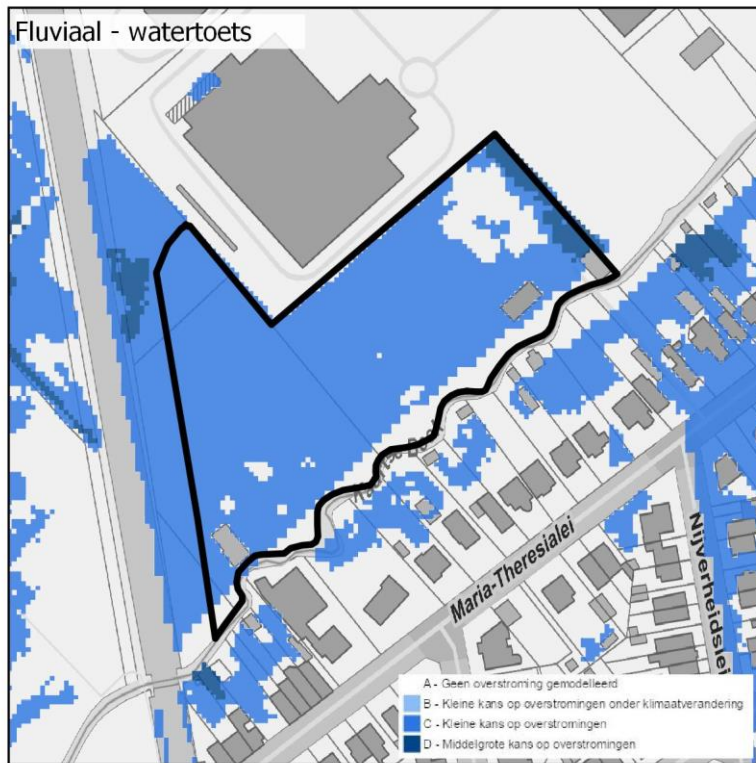 Fluviaal - watertoets
Maria-Theresialei
Nijverheidslei
A - Geen overstroming gemodelleerd
B - Kleine kans op overstromingen onder klimaatverandering
C - Kleine kans op overstromingen
D - Middelgrote kans op overstromingen